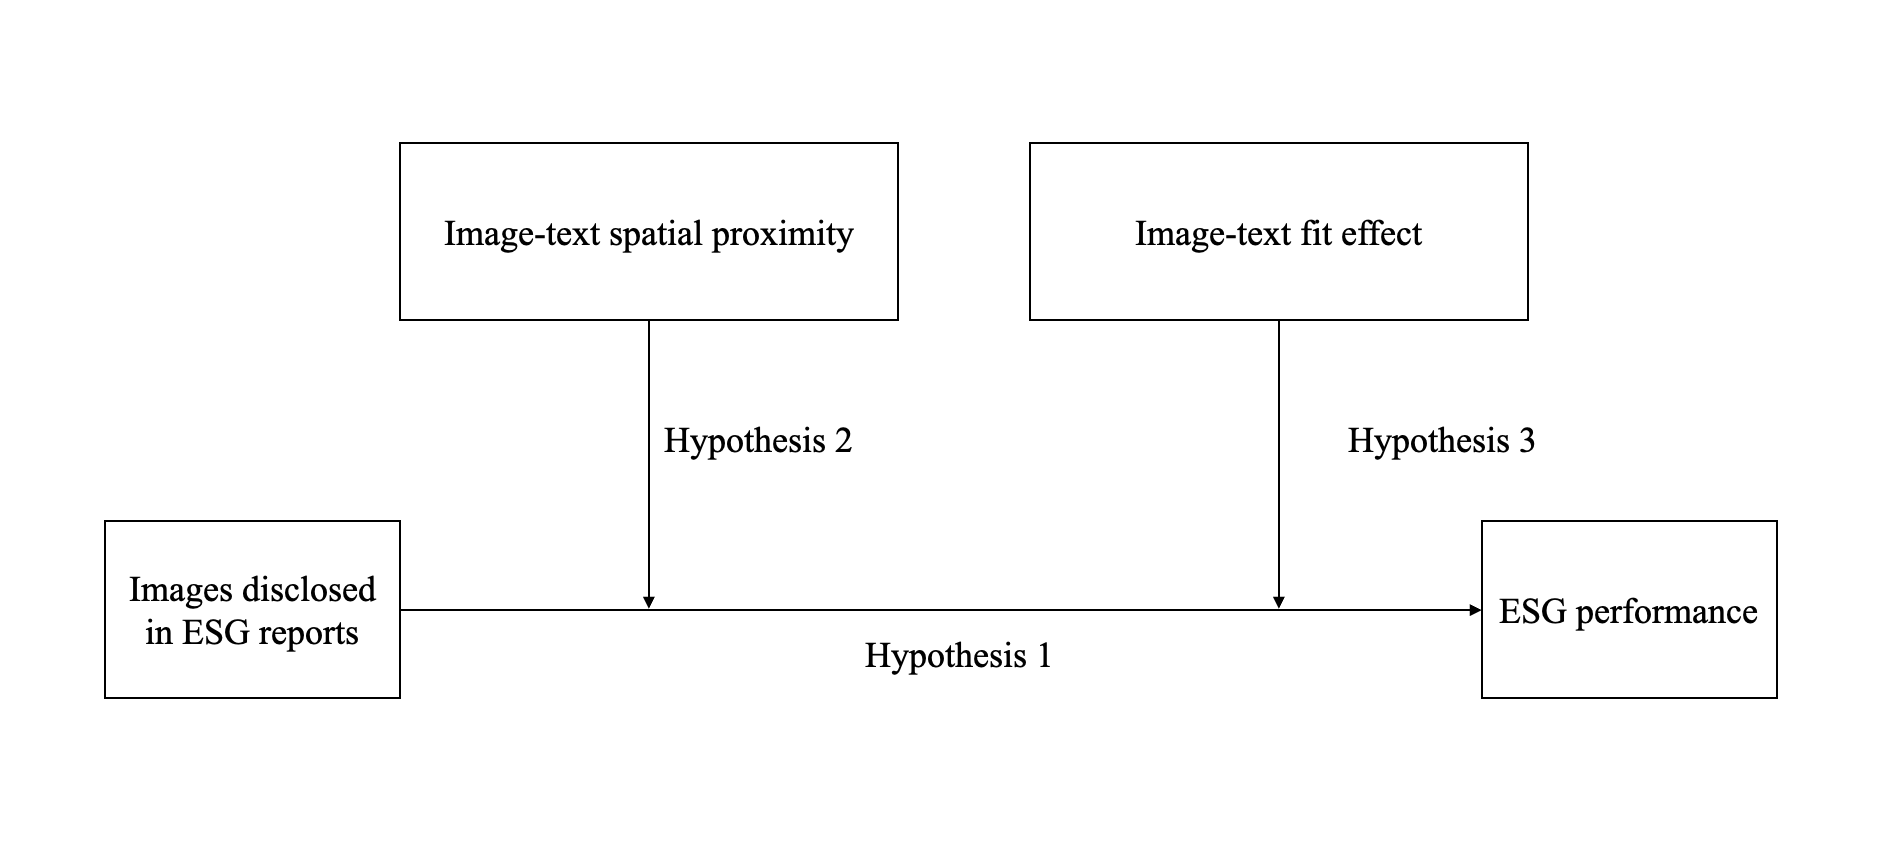 Image-text spatial proximity
Image-text fit effect
Hypothesis 2
Hypothesis 3
Images disclosed
in ESG reports
ESG performance
Hypothesis 1